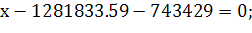 x − 1281833.59 − 743429 = 0;